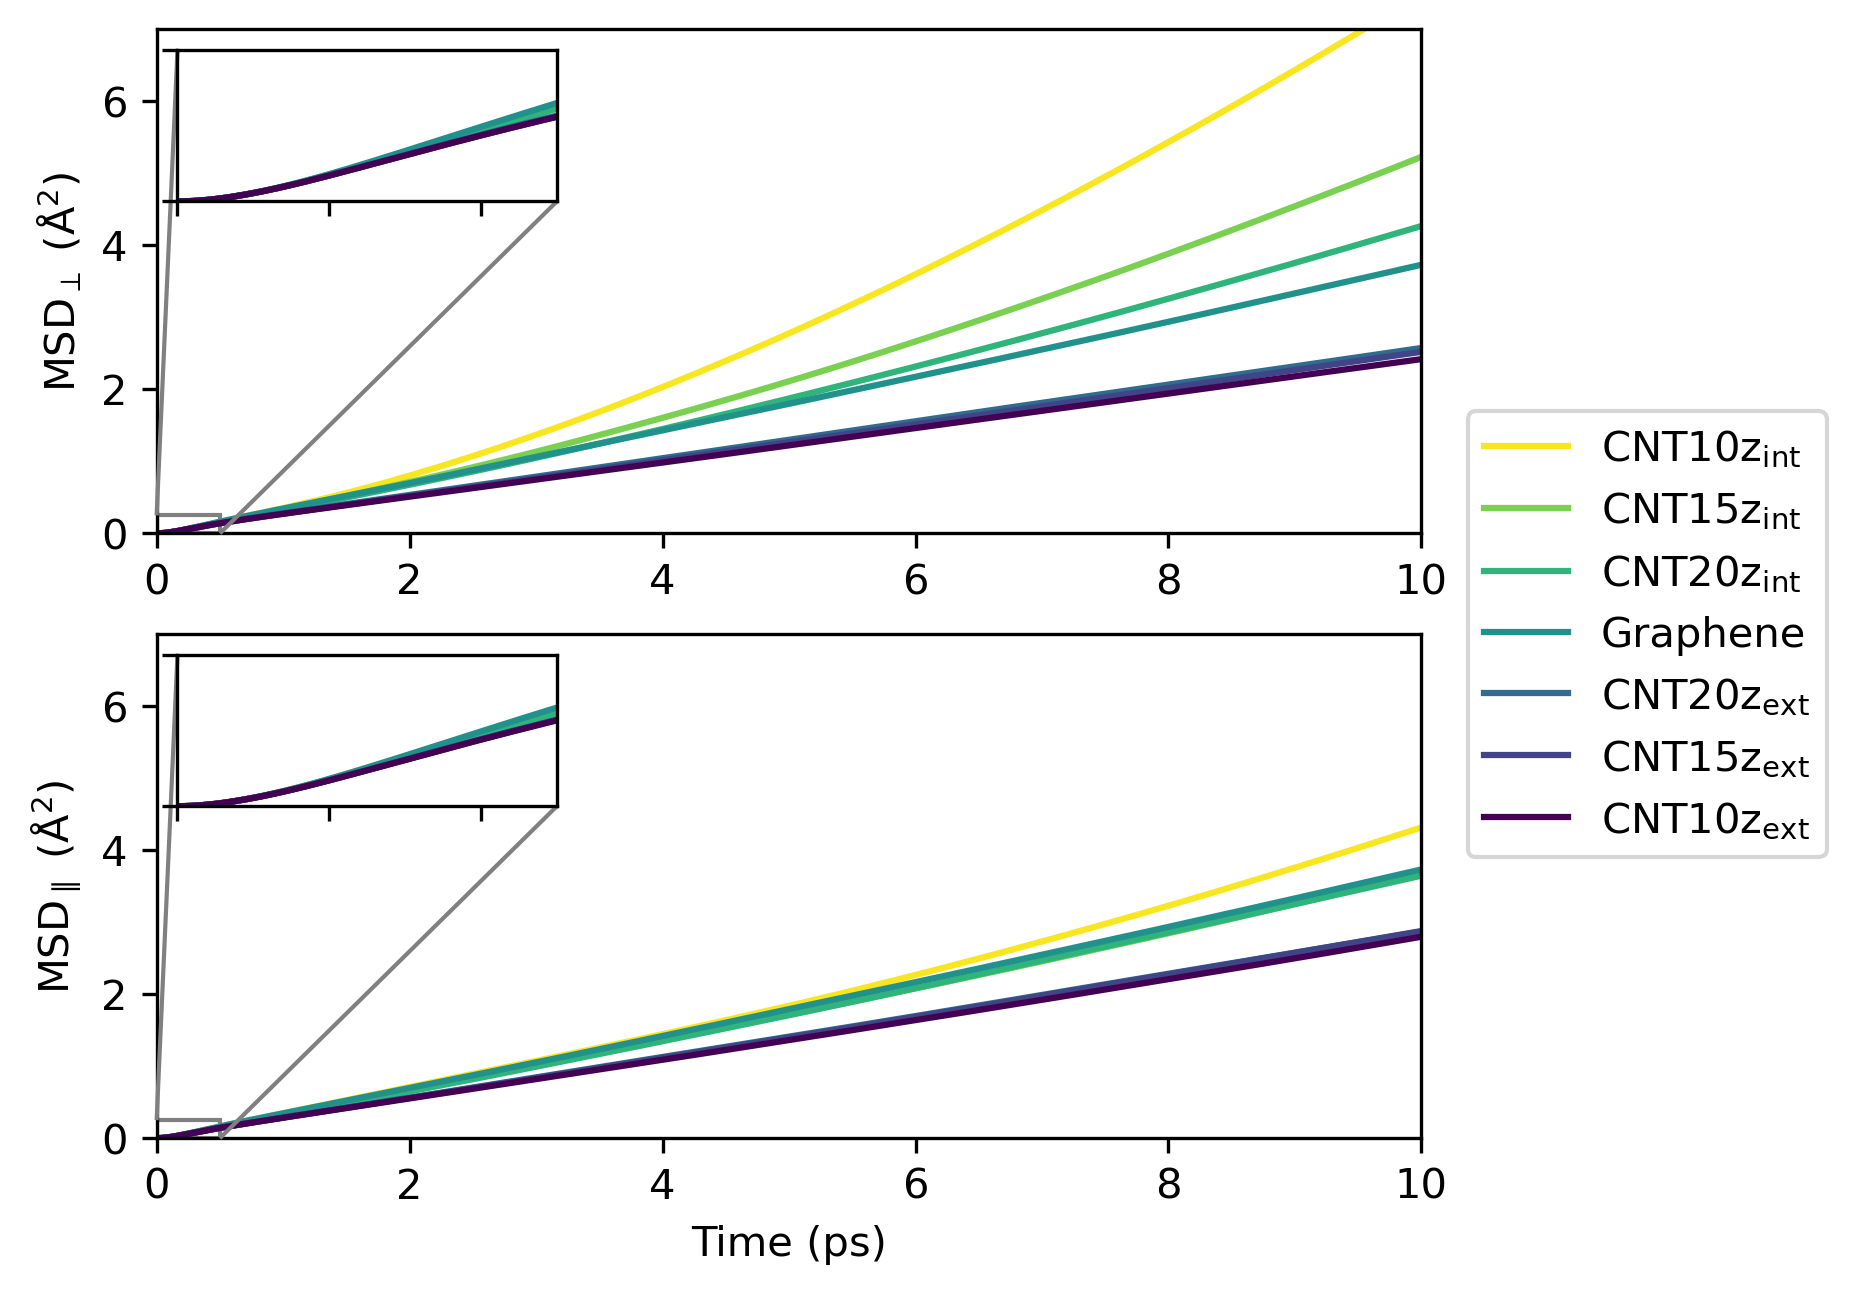 6
4
2
0
MSD⊥ (Å²)
0 2 4 6 8 10
6
4
2
0
MSD∥ (Å²)
0 2 4 6 8 10
Time (ps)
CNT10z_int
CNT15z_int
CNT20z_int
Graphene
CNT20z_ext
CNT15z_ext
CNT10z_ext